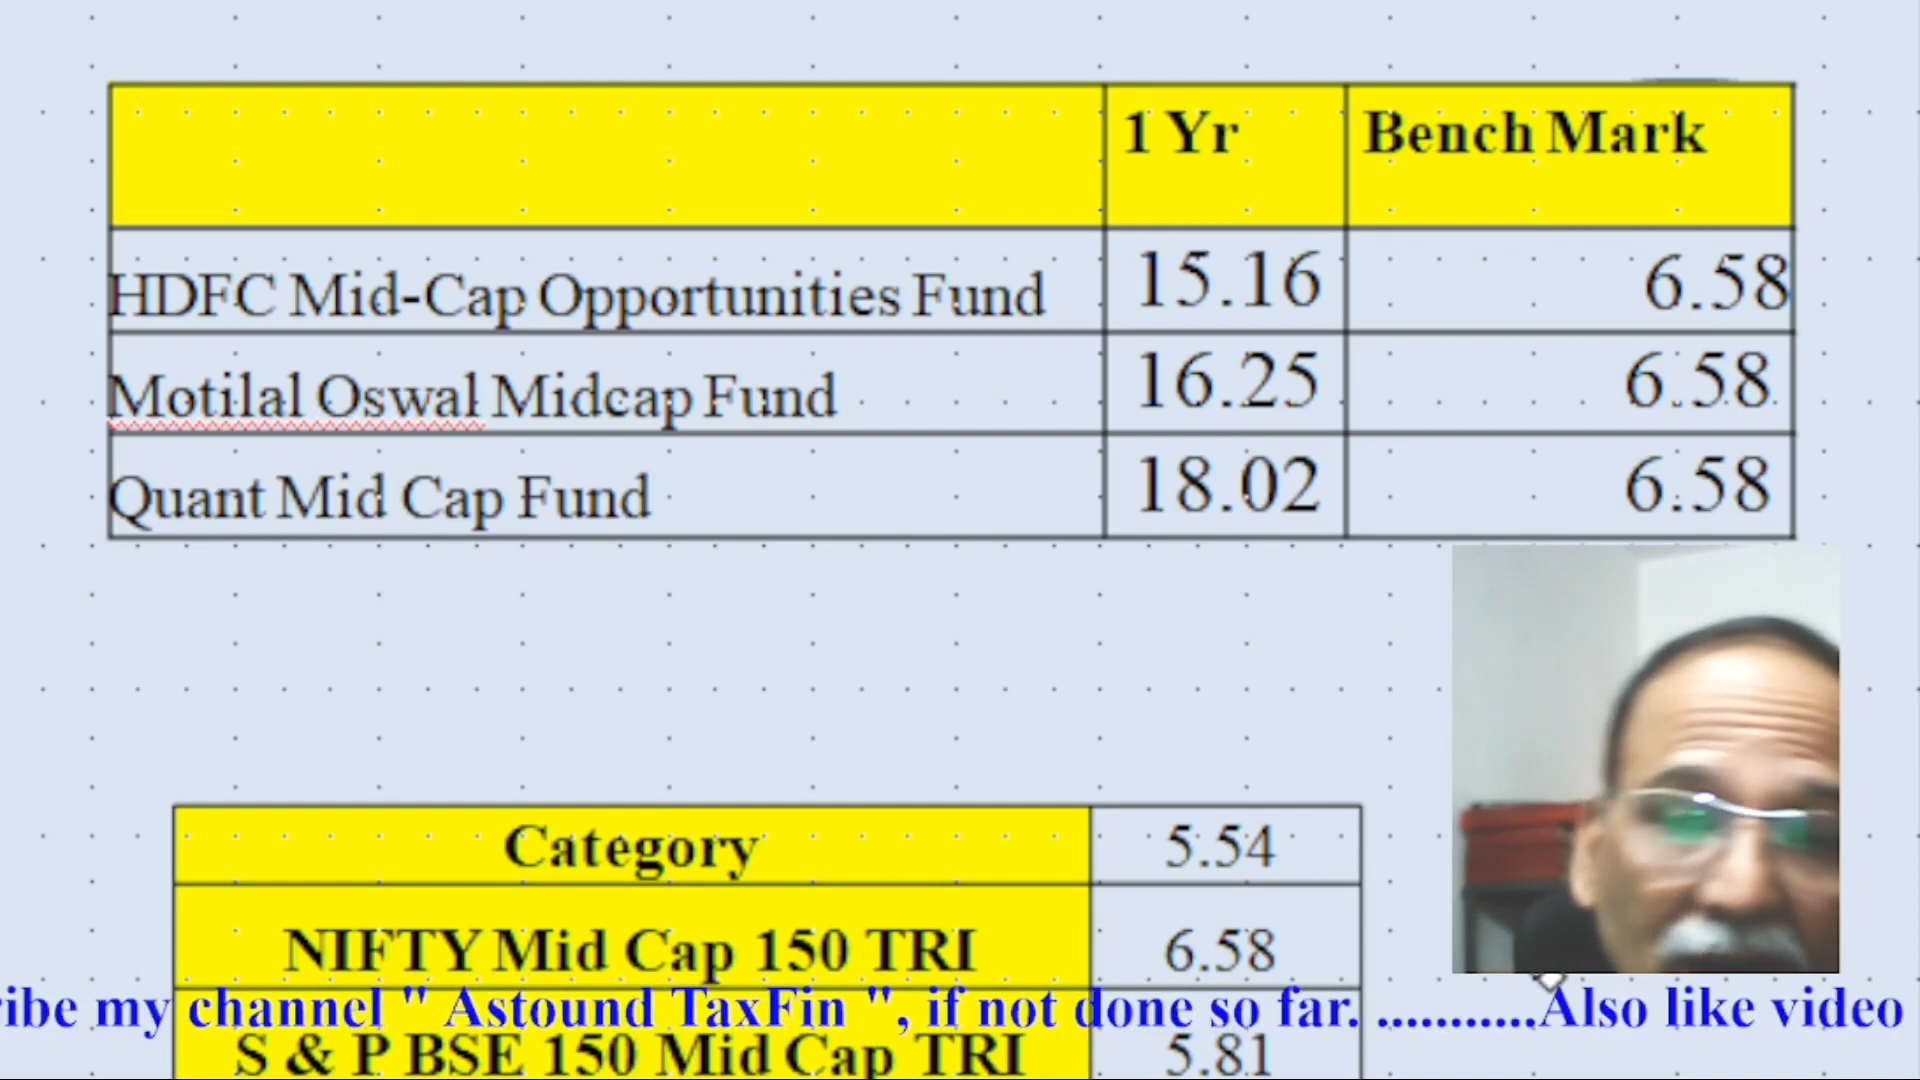 1 Yr Bench Mark
HDFC Mid-Cap Opportunities Fund 15.16 6.58
Motilal Oswal Midcap Fund 16.25 6.58
Quant Mid Cap Fund 18.02 6.58
Category 5.54
NIFTY Mid Cap 150 TRI 6.58
ribe my channel " Astound TaxFin ", if not done so far. ...........Also like video
S & P BSE 150 Mid Cap TRI 5.81